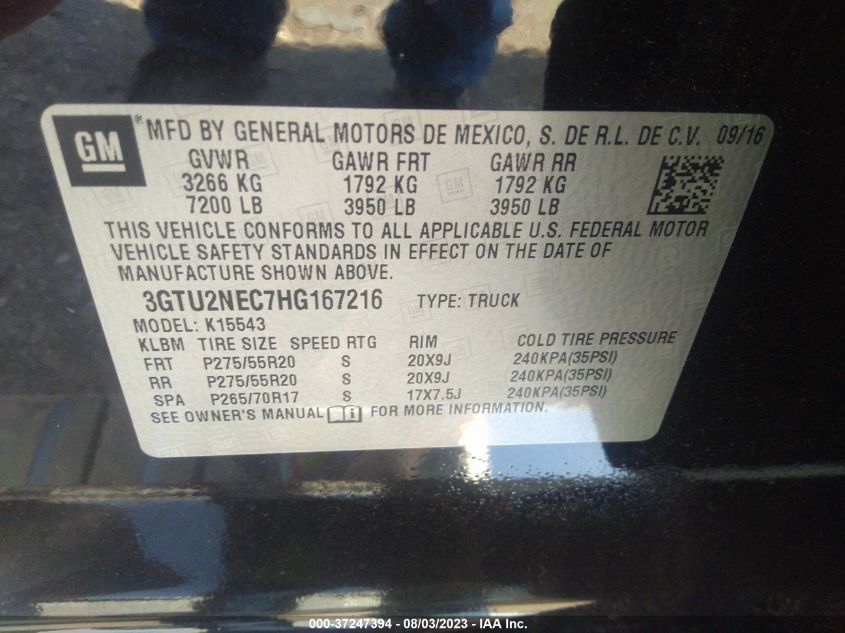 GM
® MFD BY GENERAL MOTORS DE MEXICO, S. DE R.L. DE C.V. 09/16
GVWR GAWR FRT GAWR RR
3266 KG 1792 KG 1792 KG
7200 LB 3950 LB 3950 LB
THIS VEHICLE CONFORMS TO ALL APPLICABLE U.S. FEDERAL MOTOR
VEHICLE SAFETY STANDARDS IN EFFECT ON THE DATE OF
MANUFACTURE SHOWN ABOVE.
3GTU2NEC7HG167216 TYPE: TRUCK
MODEL: K15543
KLBM TIRE SIZE SPEED RTG RIM COLD TIRE PRESSURE
FRT P275/55R20 S 20X9J 240KPA(35PSI)
RR P275/55R20 S 20X9J 240KPA(35PSI)
SPA P265/70R17 S 17X7.5J 240KPA(35PSI)
SEE OWNER'S MANUAL FOR MORE INFORMATION.
000-37247394 - 08/03/2023 - IAA Inc.